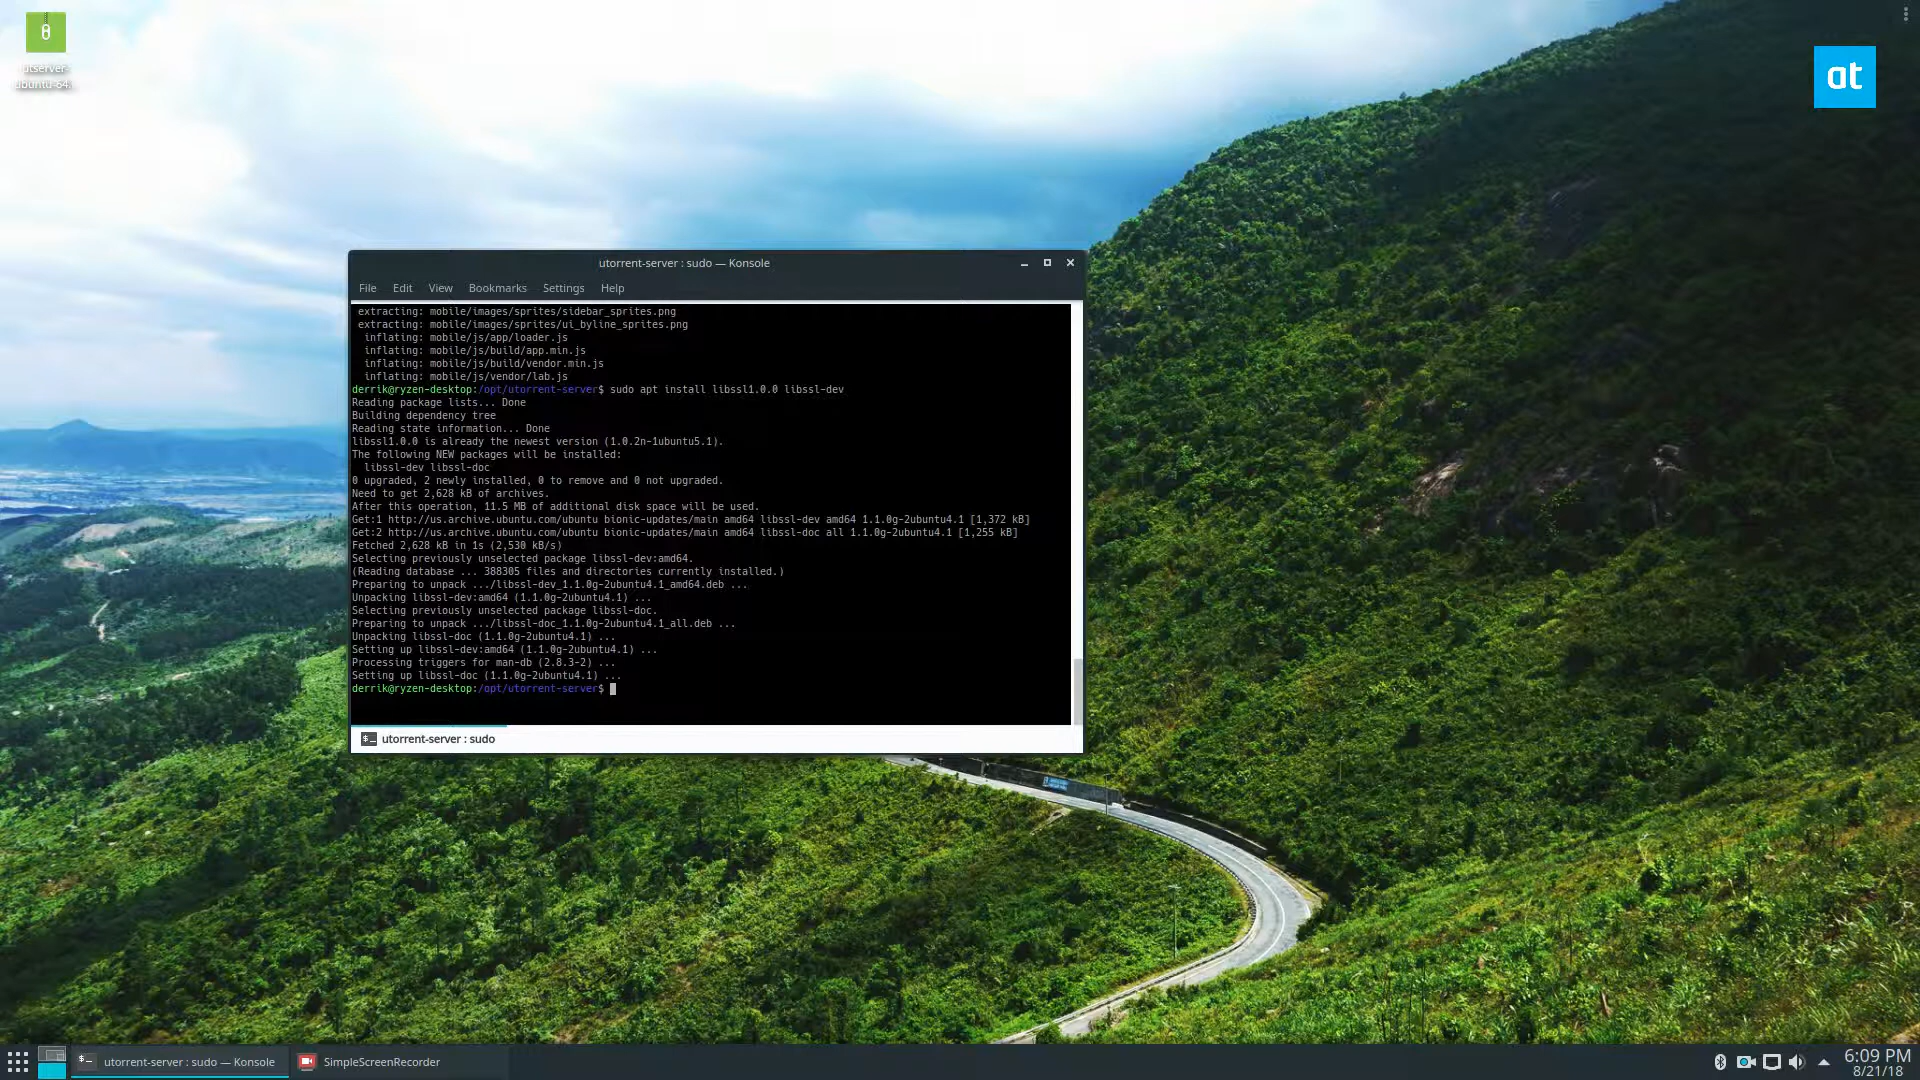 utserver-
ubuntu-64.
at
utorrent-server : sudo — Konsole
File Edit View Bookmarks Settings Help
extracting: mobile/images/sprites/sidebar_sprites.png
extracting: mobile/images/sprites/ui_byline_sprites.png
inflating: mobile/js/app/loader.js
inflating: mobile/js/build/app.min.js
inflating: mobile/js/build/vendor.min.js
inflating: mobile/js/vendor/lab.js
derrik@ryzen-desktop:/opt/utorrent-server$ sudo apt install libssl1.0.0 libssl-dev
Reading package lists... Done
Building dependency tree
Reading state information... Done
libssl1.0.0 is already the newest version (1.0.2n-1ubuntu5.1).
The following NEW packages will be installed:
libssl-dev libssl-doc
0 upgraded, 2 newly installed, 0 to remove and 0 not upgraded.
Need to get 2,628 kB of archives.
After this operation, 11.5 MB of additional disk space will be used.
Get:1 http://us.archive.ubuntu.com/ubuntu bionic-updates/main amd64 libssl-dev amd64 1.1.0g-2ubuntu4.1 [1,372 kB]
Get:2 http://us.archive.ubuntu.com/ubuntu bionic-updates/main amd64 libssl-doc all 1.1.0g-2ubuntu4.1 [1,255 kB]
Fetched 2,628 kB in 1s (2,530 kB/s)
Selecting previously unselected package libssl-dev:amd64.
(Reading database ... 388305 files and directories currently installed.)
Preparing to unpack .../libssl-dev_1.1.0g-2ubuntu4.1_amd64.deb ...
Unpacking libssl-dev:amd64 (1.1.0g-2ubuntu4.1) ...
Selecting previously unselected package libssl-doc.
Preparing to unpack .../libssl-doc_1.1.0g-2ubuntu4.1_all.deb ...
Unpacking libssl-doc (1.1.0g-2ubuntu4.1) ...
Setting up libssl-dev:amd64 (1.1.0g-2ubuntu4.1) ...
Processing triggers for man-db (2.8.3-2) ...
Setting up libssl-doc (1.1.0g-2ubuntu4.1) ...
derrik@ryzen-desktop:/opt/utorrent-server$
utorrent-server : sudo
utorrent-server : sudo — Konsole
SimpleScreenRecorder
6:09 PM
8/21/18